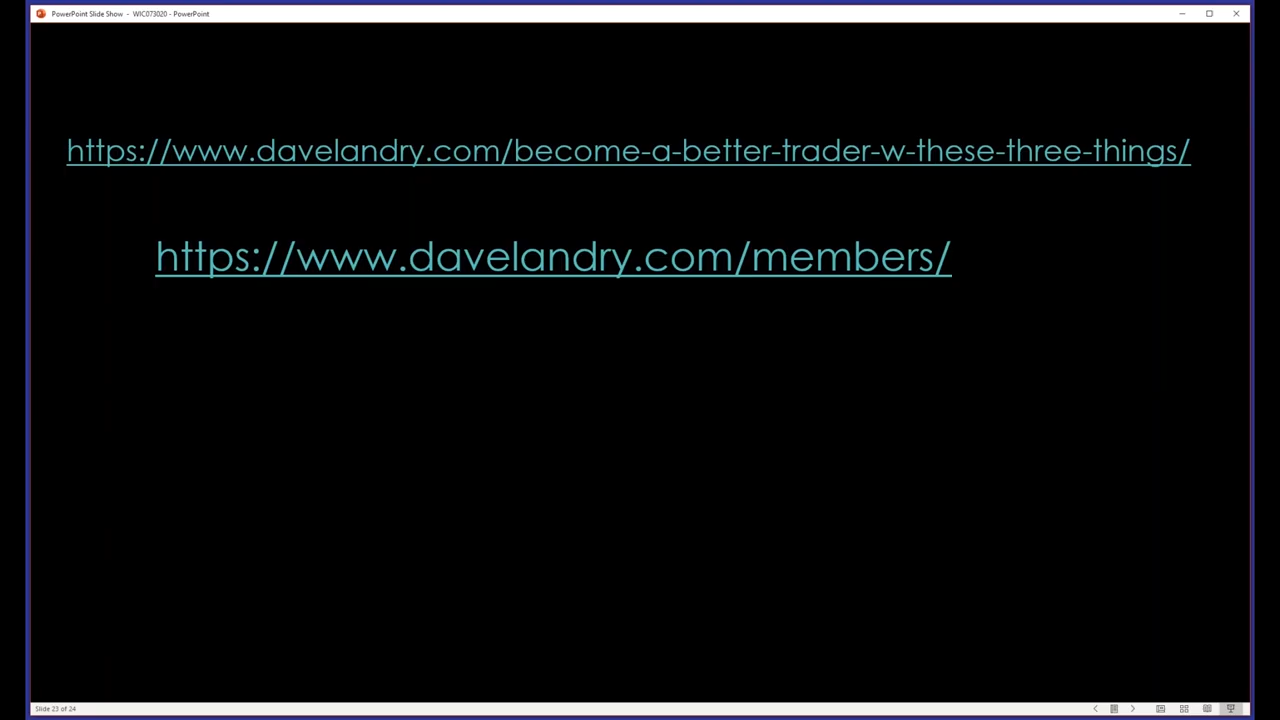 PowerPoint Slide Show - WIC073020 - PowerPoint
https://www.davelandry.com/become-a-better-trader-w-these-three-things/
https://www.davelandry.com/members/
Slide 23 of 24